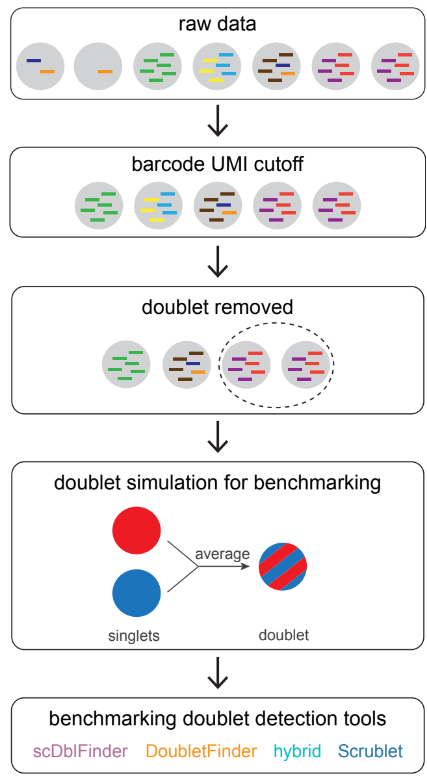 raw data
barcode UMI cutoff
doublet removed
doublet simulation for benchmarking
average
singlets doublet
benchmarking doublet detection tools
scDblFinder DoubletFinder hybrid Scrublet